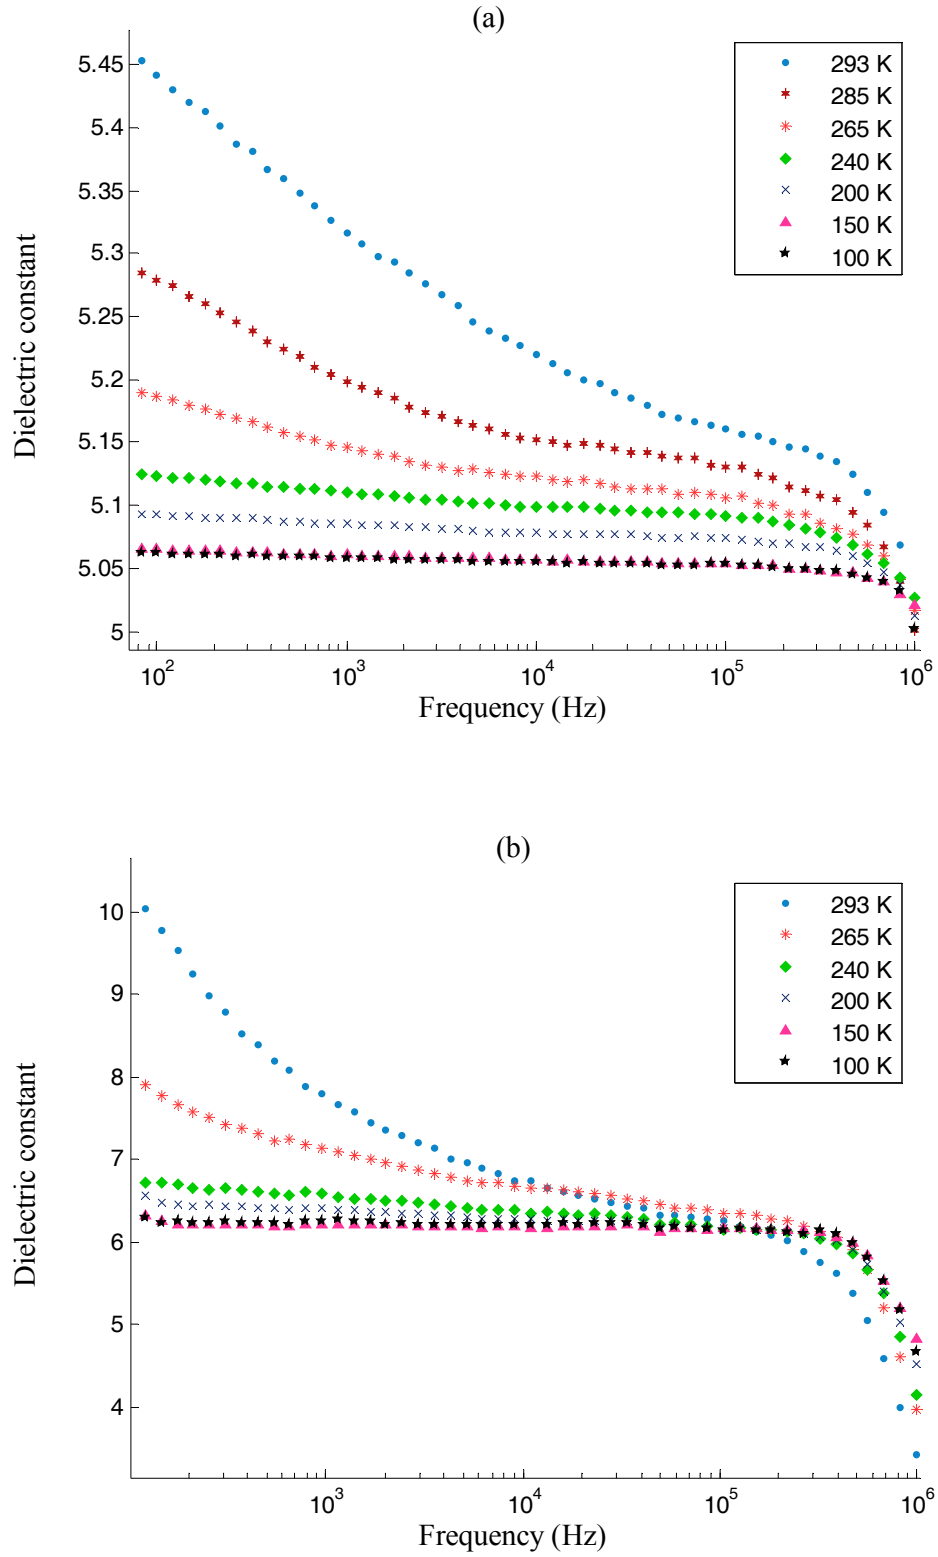 (a)
5.45
5.4
5.35
5.3
5.25
5.2
5.15
5.1
5.05
5
Dielectric constant
293 K
285 K
265 K
240 K
200 K
150 K
100 K
10² 10³ 10⁴ 10⁵ 10⁶
Frequency (Hz)
(b)
10
9
8
7
6
5
4
Dielectric constant
293 K
265 K
240 K
200 K
150 K
100 K
10³ 10⁴ 10⁵ 10⁶
Frequency (Hz)